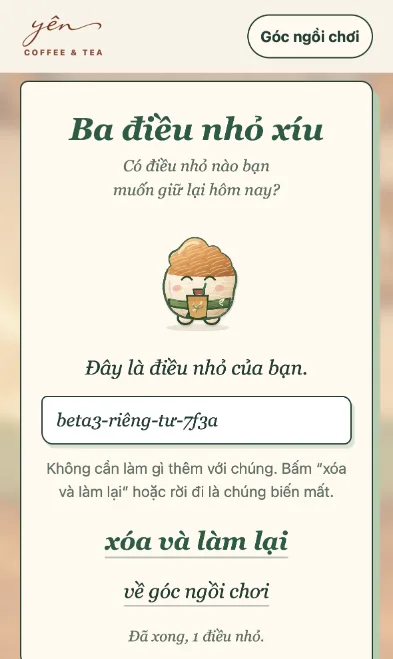 yên
COFFEE & TEA
Góc ngồi chơi
Ba điều nhỏ xíu
Có điều nhỏ nào bạn
muốn giữ lại hôm nay?
Đây là điều nhỏ của bạn.
beta3-riêng-tư-7f3a
Không cần làm gì thêm với chúng. Bấm “xóa
và làm lại” hoặc rời đi là chúng biến mất.
xóa và làm lại
về góc ngồi chơi
Đã xong, 1 điều nhỏ.